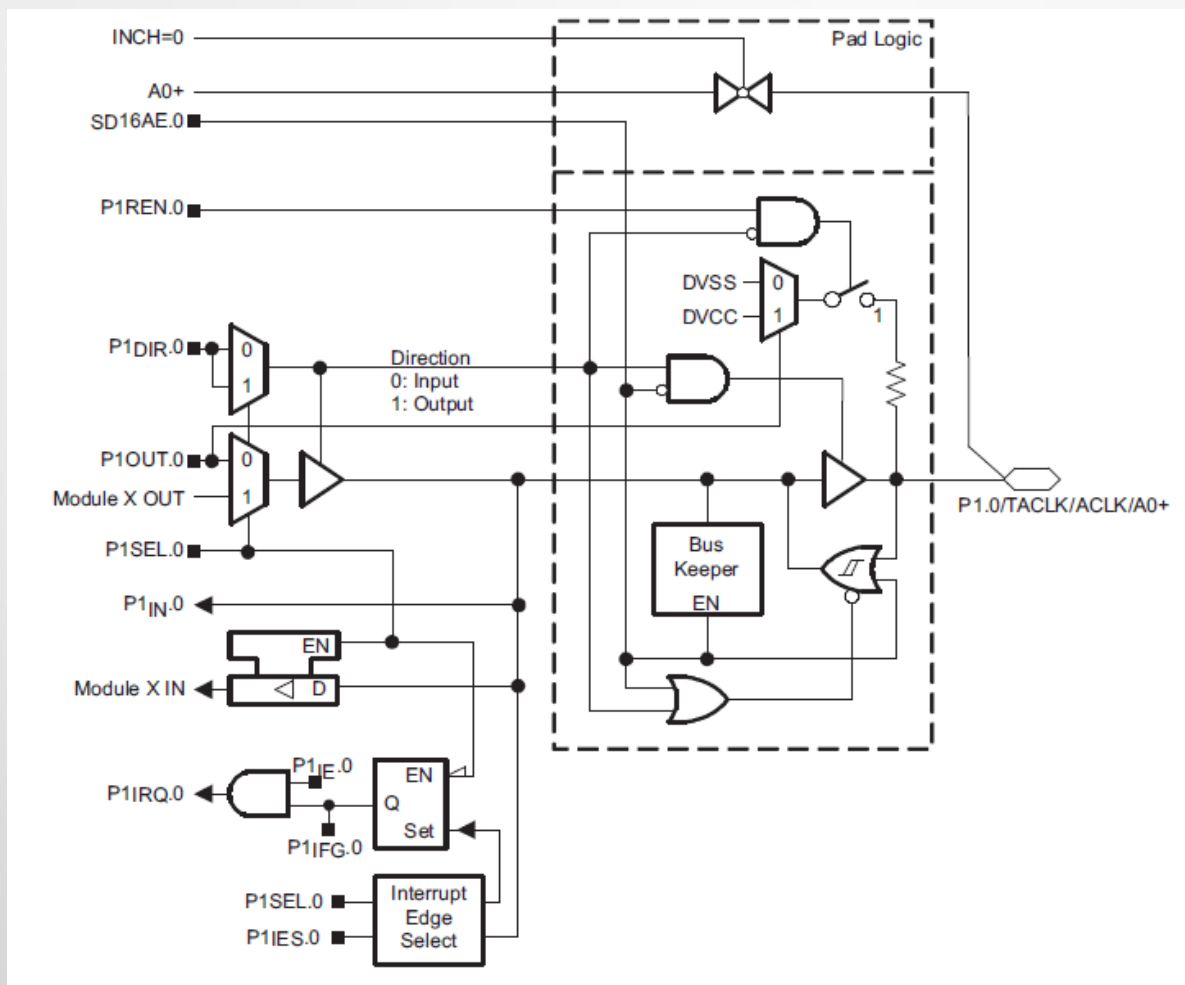 INCH=0
Pad Logic
A0+
SD16AE.0
P1REN.0
DVSS
0
DVCC
1
1
P1DIR.0
0
1
Direction
0: Input
1: Output
P1OUT.0
0
Module X OUT
1
P1.0/TACLK/ACLK/A0+
P1SEL.0
Bus
Keeper
EN
P1IN.0
EN
Module X IN
D
P1IE.0
P1IRQ.0
EN
Q
Set
P1IFG.0
P1SEL.0
P1IES.0
Interrupt
Edge
Select